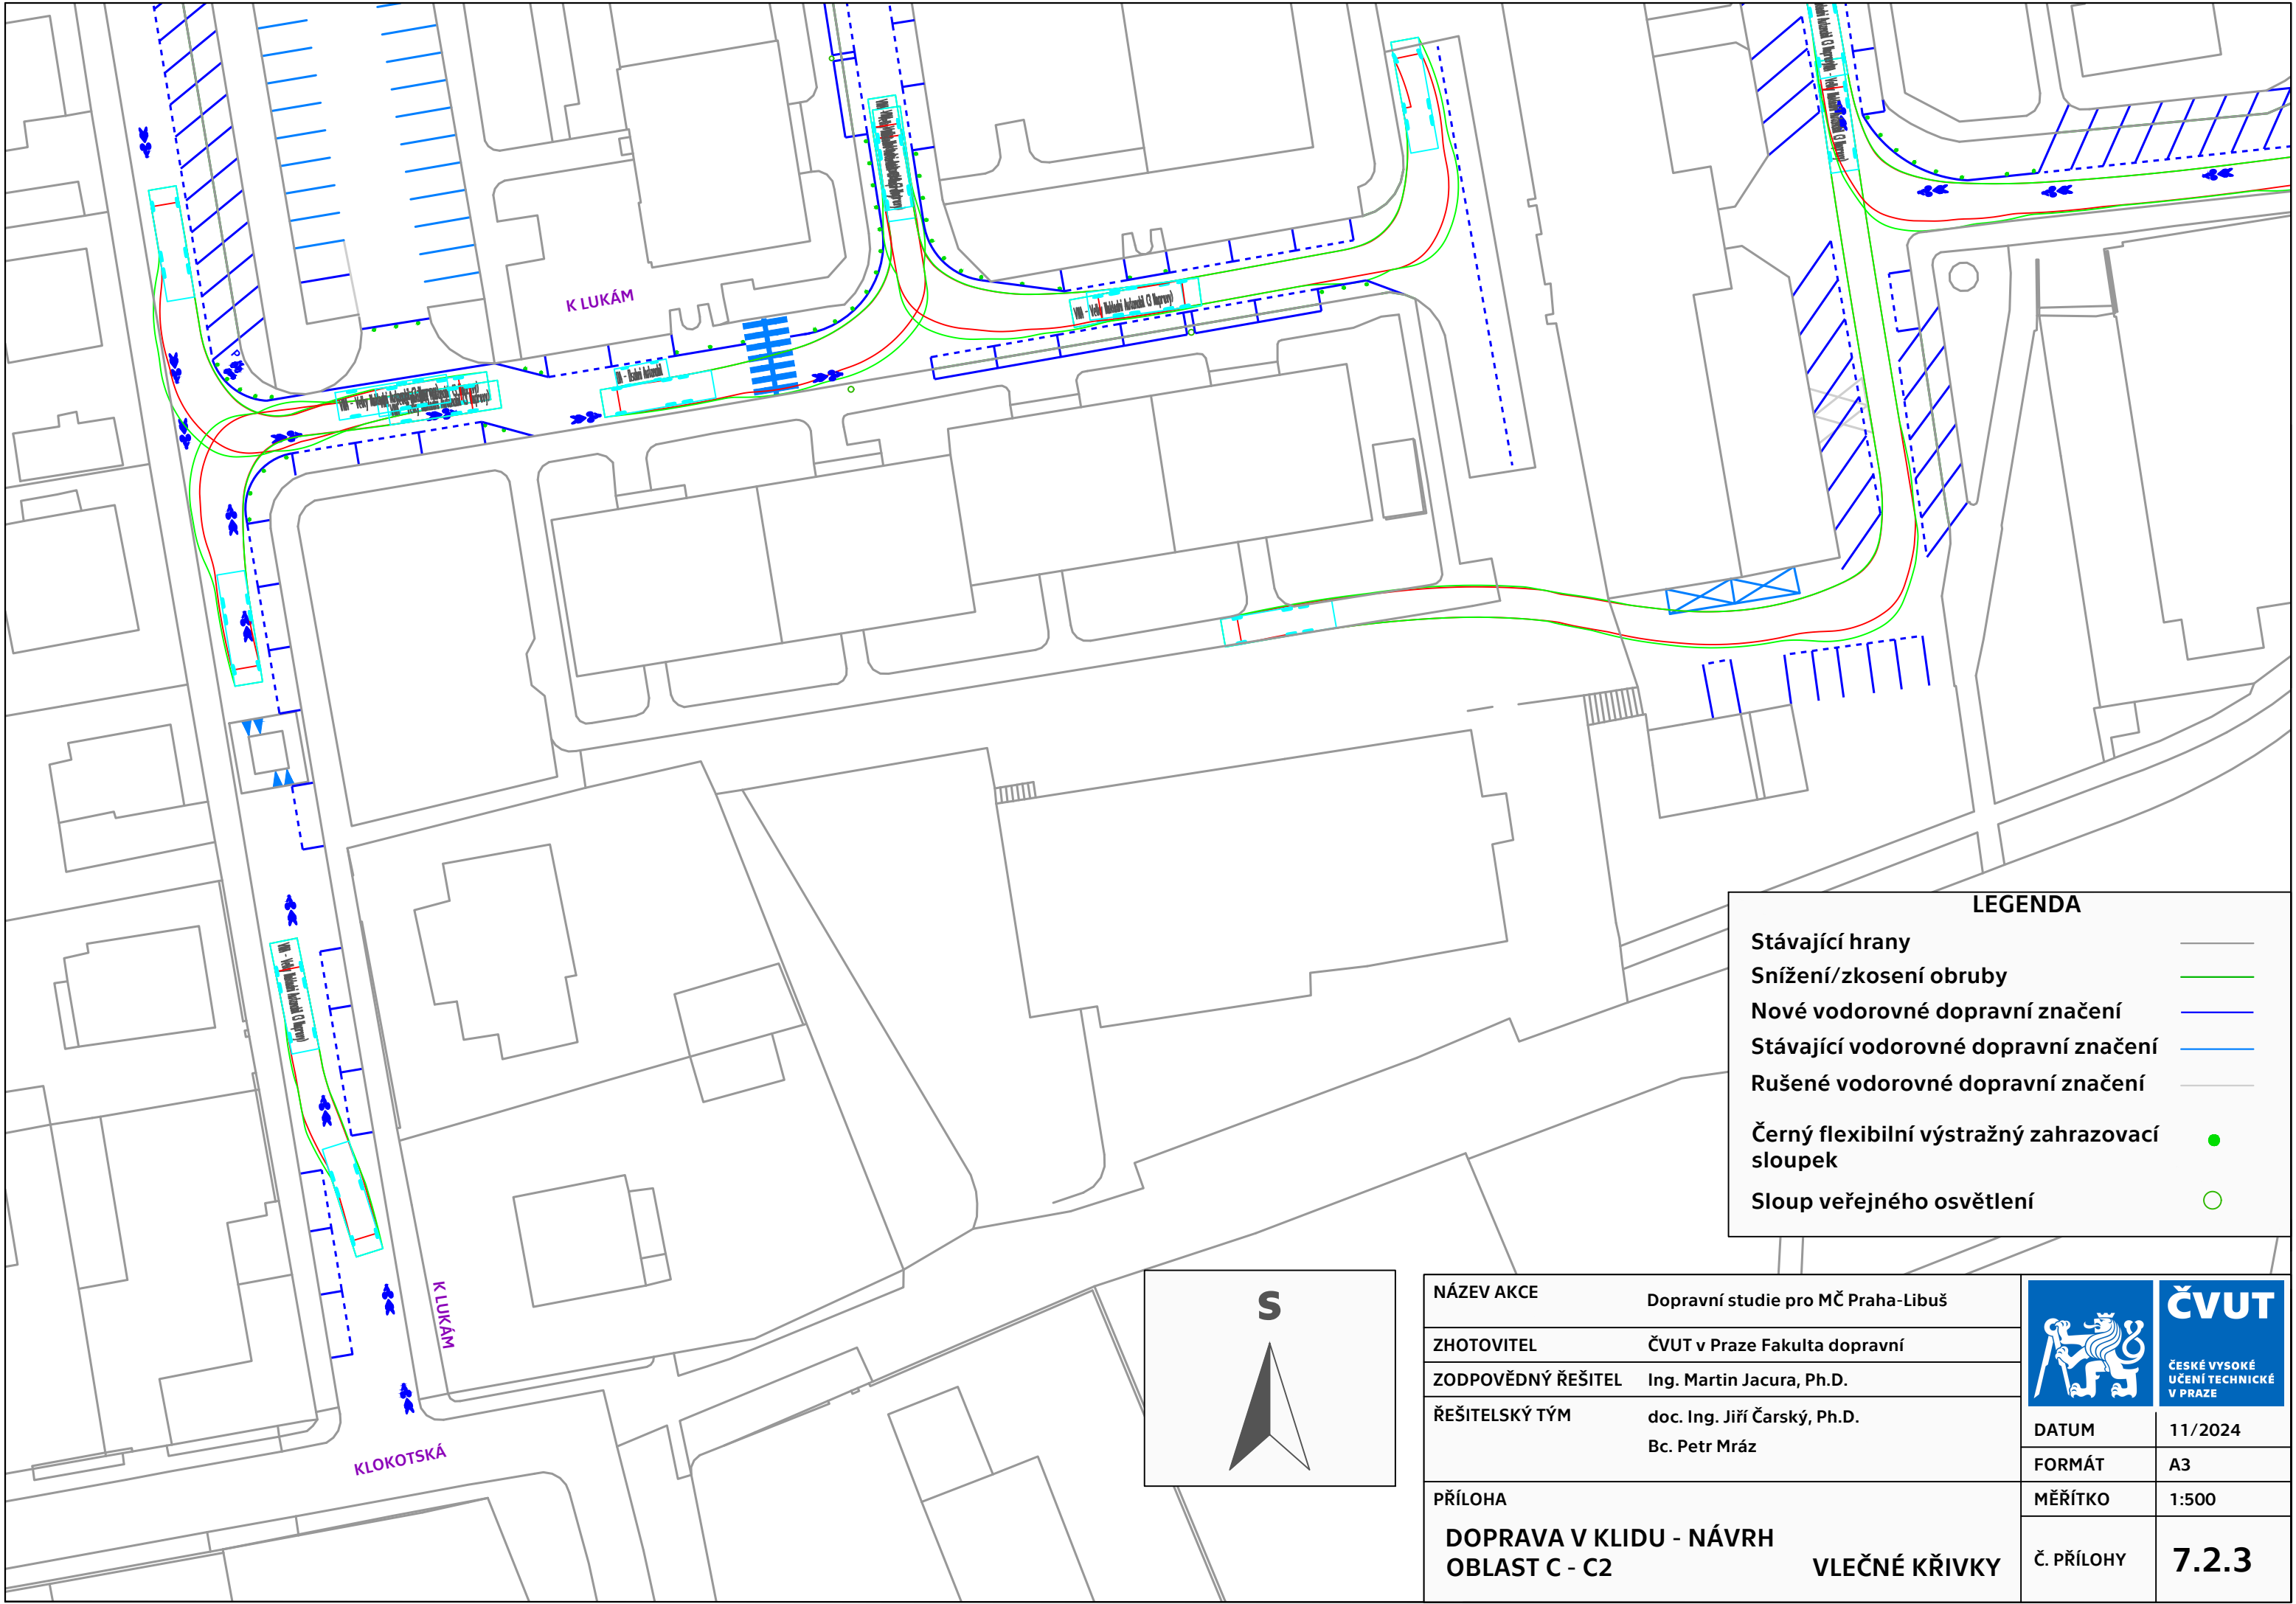 K LUKÁM
LEGENDA
Stávající hrany
Snížení/zkosení obruby
Nové vodorovné dopravní značení
Stávající vodorovné dopravní značení
Rušené vodorovné dopravní značení
Černý flexibilní výstražný zahrazovací
sloupek
Sloup veřejného osvětlení
K LUKÁM
KLOKOTSKÁ
S
NÁZEV AKCE
Dopravní studie pro MČ Praha-Libuš
ZHOTOVITEL
ČVUT v Praze Fakulta dopravní
ZODPOVĚDNÝ ŘEŠITEL
Ing. Martin Jacura, Ph.D.
ŘEŠITELSKÝ TÝM
doc. Ing. Jiří Čarský, Ph.D.
Bc. Petr Mráz
PŘÍLOHA
DOPRAVA V KLIDU - NÁVRH
OBLAST C - C2
VLEČNÉ KŘIVKY
ČVUT
ČESKÉ VYSOKÉ
UČENÍ TECHNICKÉ
V PRAZE
DATUM
11/2024
FORMÁT
A3
MĚŘÍTKO
1:500
Č. PŘÍLOHY
7.2.3